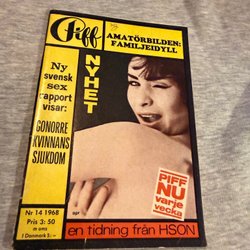 Piff
AMATÖRBILDEN:
FAMILJEIDYLL
Ny
svensk
sex
rapport
visar:
GONORRE
KVINNANS
SJUKDOM
NYHET
PIFF
NU
varje
vecka
Nr 14 1968
Pris 3:50
m oms
en tidning från HSON